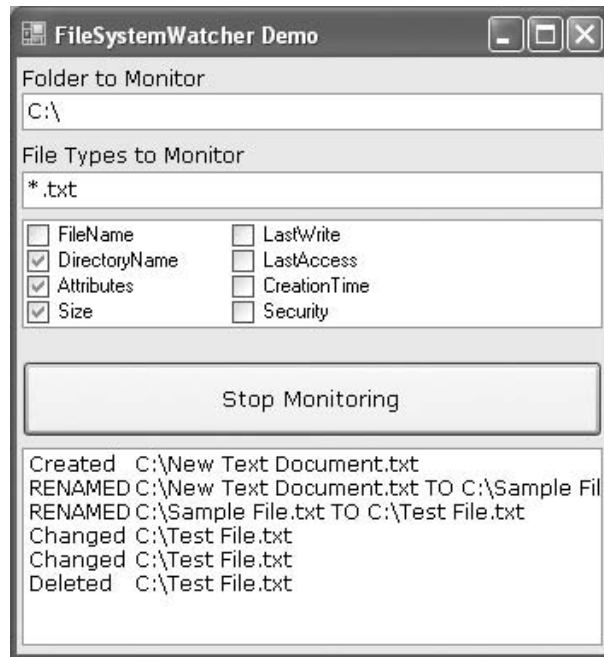 FileSystemWatcher Demo
Folder to Monitor
C:\
File Types to Monitor
*.txt
FileName LastWrite
DirectoryName LastAccess
Attributes CreationTime
Size Security
Stop Monitoring
Created C:\New Text Document.txt
RENAMED C:\New Text Document.txt TO C:\Sample Fil
RENAMED C:\Sample File.txt TO C:\Test File.txt
Changed C:\Test File.txt
Changed C:\Test File.txt
Deleted C:\Test File.txt